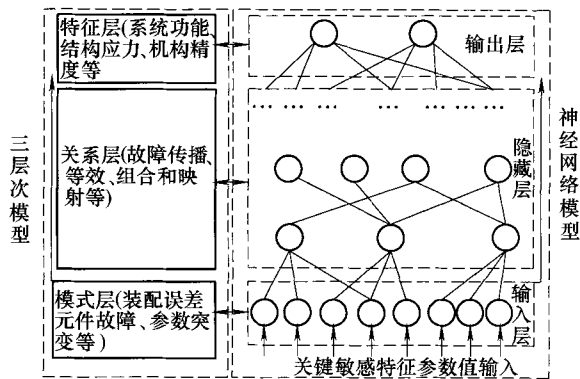 特征层(系统功能、
结构应力、机构精
度等
关系层(故障传播、
等效、组合和映
射等)
模式层(装配误差
元件故障、参数突
变等)
三层次模型
输出层
…  …  …  …  …  …
隐藏层
输入层
关键敏感特征参数值输入
神经网络模型